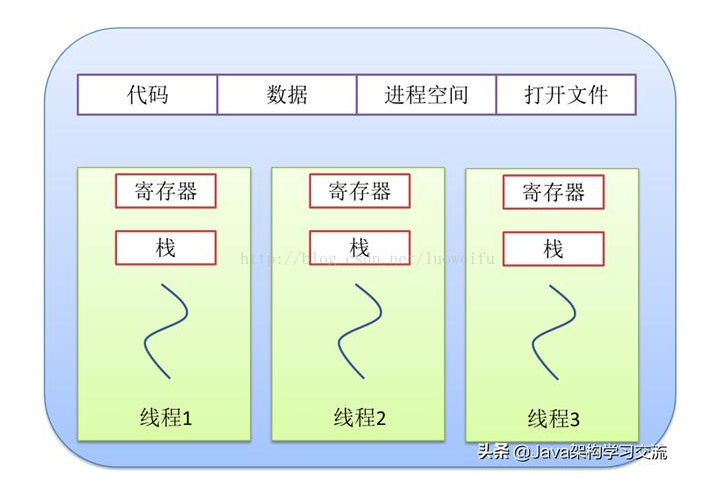 代码 数据 进程空间 打开文件
寄存器 寄存器 寄存器
栈 栈 栈
http://blog.csdn.net/luoweifu
线程1 线程2 线程3
头条 @Java架构学习交流